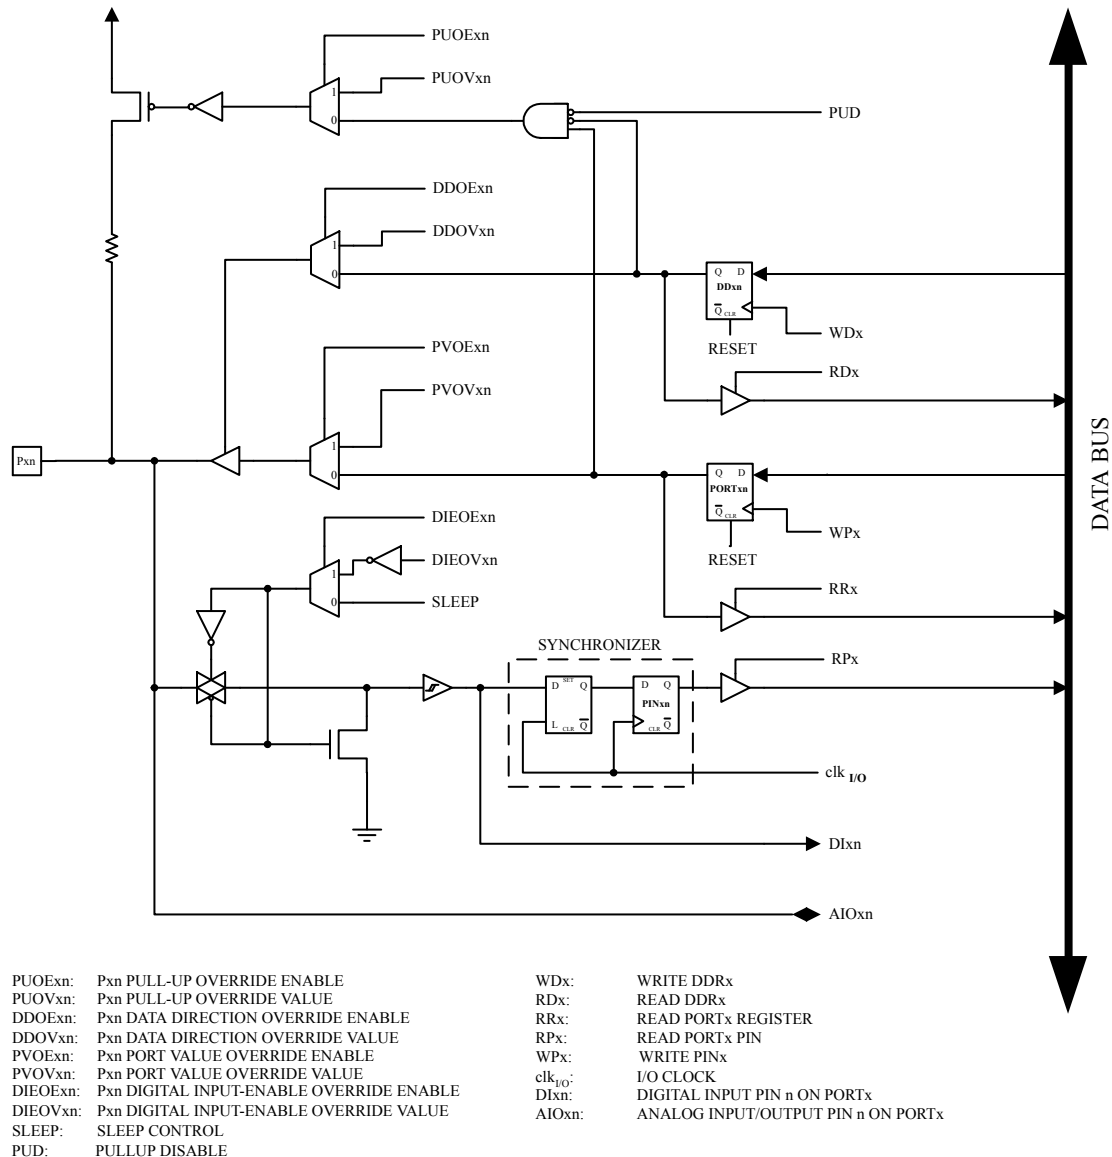 PUOExn
PUOVxn
1
0
PUD
DDOExn
DDOVxn
1
0
Q D
DDxn
Q CLR
WDx
RESET
RDx
PVOExn
PVOVxn
1
0
Pxn
Q D
PORTxn
Q CLR
WPx
RESET
RRx
DATA BUS
DIEOExn
DIEOVxn
1
0
SLEEP
SYNCHRONIZER
RPx
D SET Q
L CLR Q
D Q
PINxn
CLR Q
clk I/O
DIxn
AIOxn
PUOExn: Pxn PULL-UP OVERRIDE ENABLE
PUOVxn: Pxn PULL-UP OVERRIDE VALUE
DDOExn: Pxn DATA DIRECTION OVERRIDE ENABLE
DDOVxn: Pxn DATA DIRECTION OVERRIDE VALUE
PVOExn: Pxn PORT VALUE OVERRIDE ENABLE
PVOVxn: Pxn PORT VALUE OVERRIDE VALUE
DIEOExn: Pxn DIGITAL INPUT-ENABLE OVERRIDE ENABLE
DIEOVxn: Pxn DIGITAL INPUT-ENABLE OVERRIDE VALUE
SLEEP: SLEEP CONTROL
PUD: PULLUP DISABLE
WDx: WRITE DDRx
RDx: READ DDRx
RRx: READ PORTx REGISTER
RPx: READ PORTx PIN
WPx: WRITE PINx
clkI/O: I/O CLOCK
DIxn: DIGITAL INPUT PIN n ON PORTx
AIOxn: ANALOG INPUT/OUTPUT PIN n ON PORTx